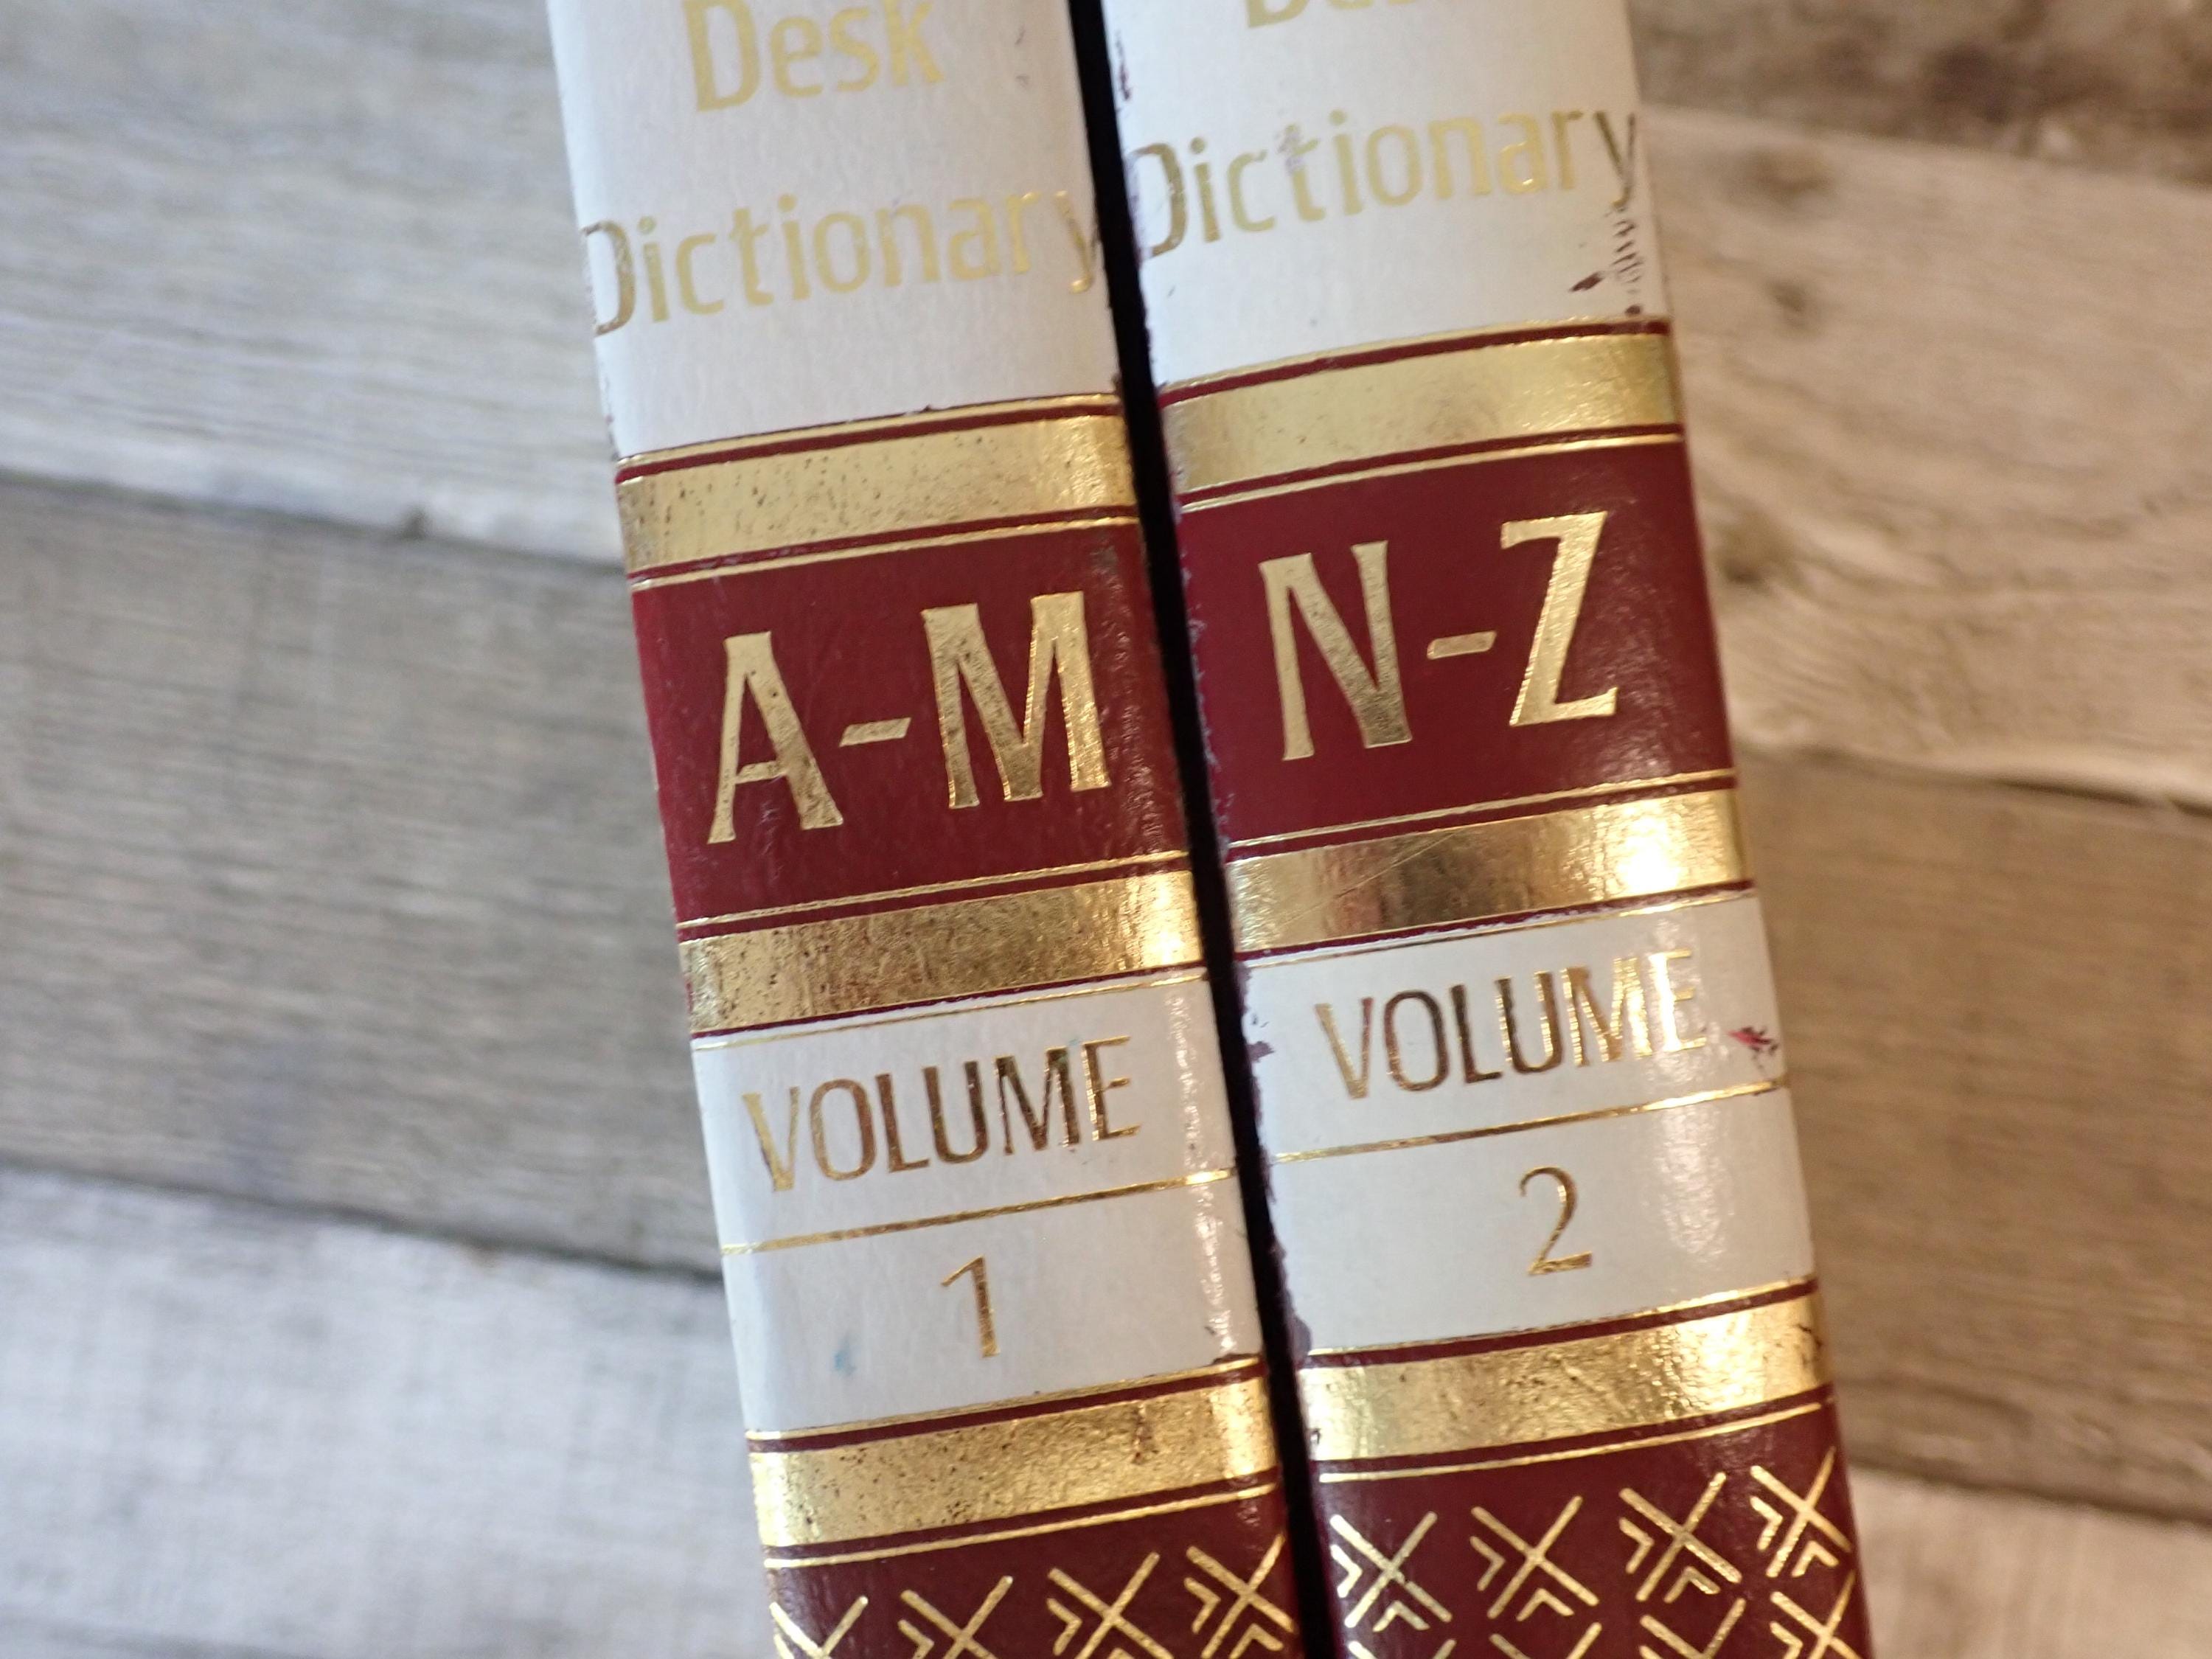 Desk
Dictionary
A-M
VOLUME
1
Dictionary
N-Z
VOLUME
2